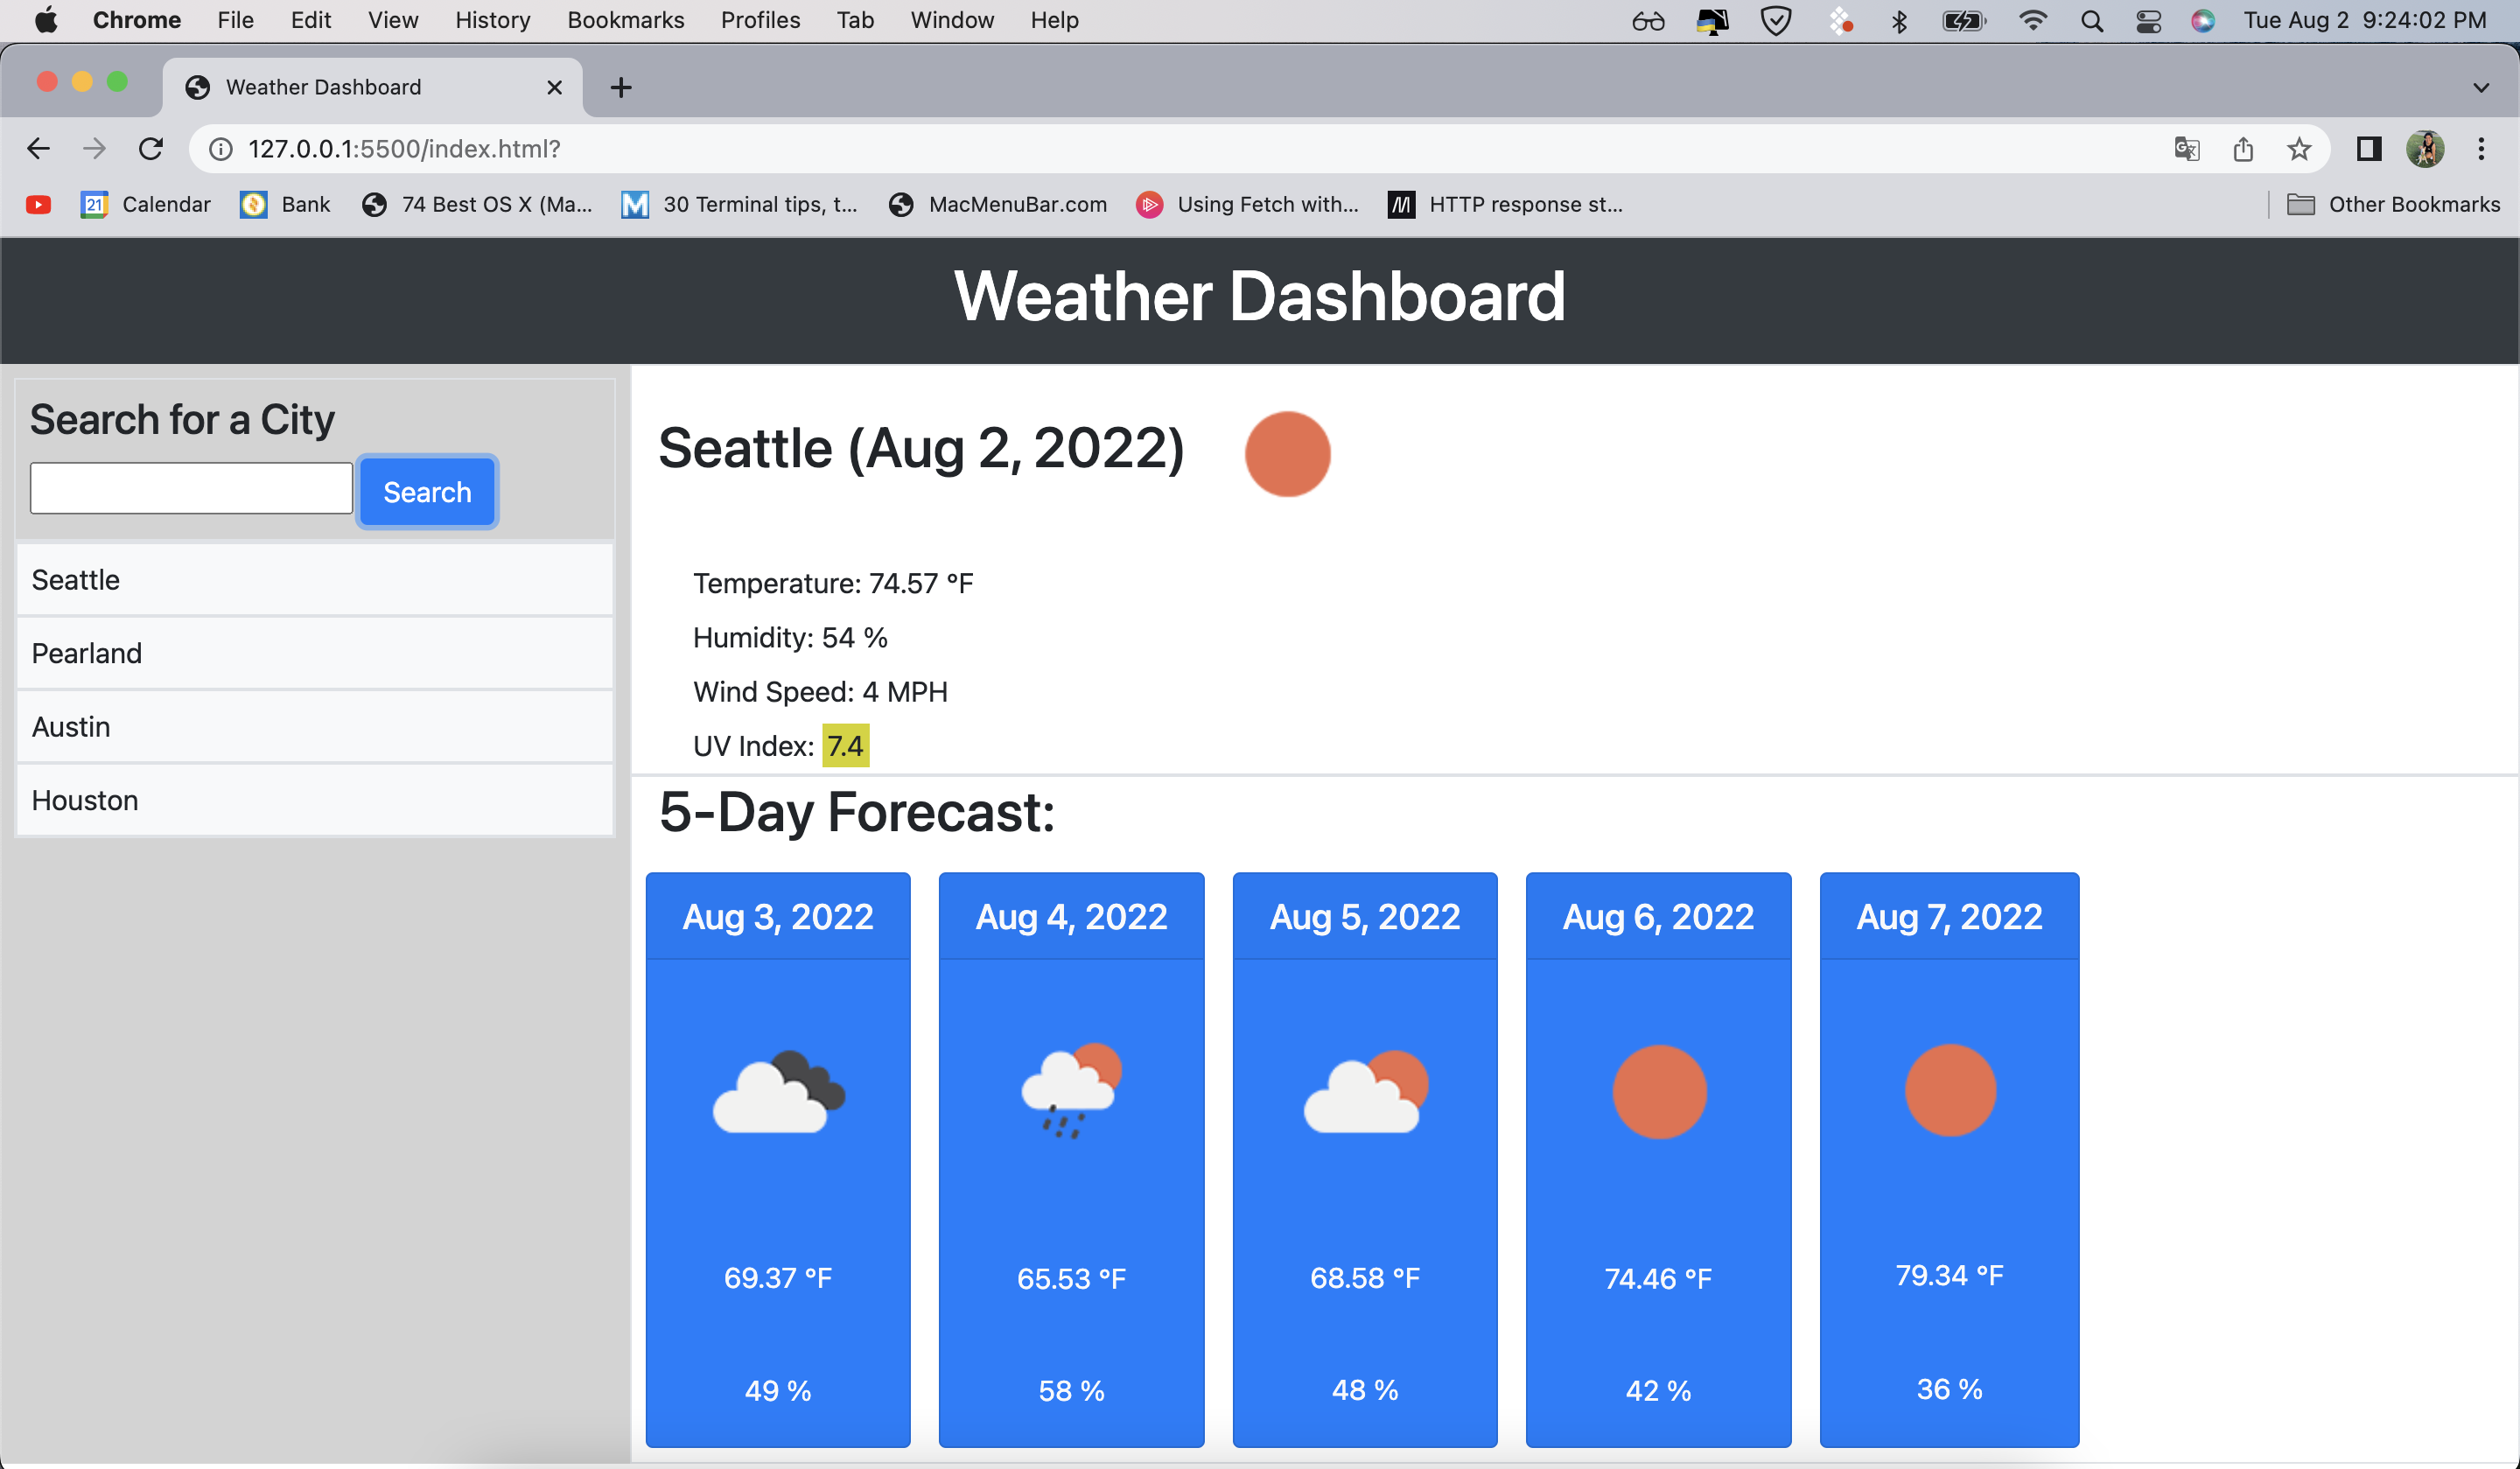 Chrome File Edit View History Bookmarks Profiles Tab Window Help Tue Aug 2 9:24:02 PM
Weather Dashboard
127.0.0.1:5500/index.html?
21 Calendar Bank 74 Best OS X (Ma... 30 Terminal tips, t... MacMenuBar.com Using Fetch with... HTTP response st... Other Bookmarks
Weather Dashboard
Search for a City
Search
Seattle
Pearland
Austin
Houston
Seattle (Aug 2, 2022)
Temperature: 74.57 °F
Humidity: 54 %
Wind Speed: 4 MPH
UV Index: 7.4
5-Day Forecast:
Aug 3, 2022 Aug 4, 2022 Aug 5, 2022 Aug 6, 2022 Aug 7, 2022
69.37 °F 65.53 °F 68.58 °F 74.46 °F 79.34 °F
49 % 58 % 48 % 42 % 36 %